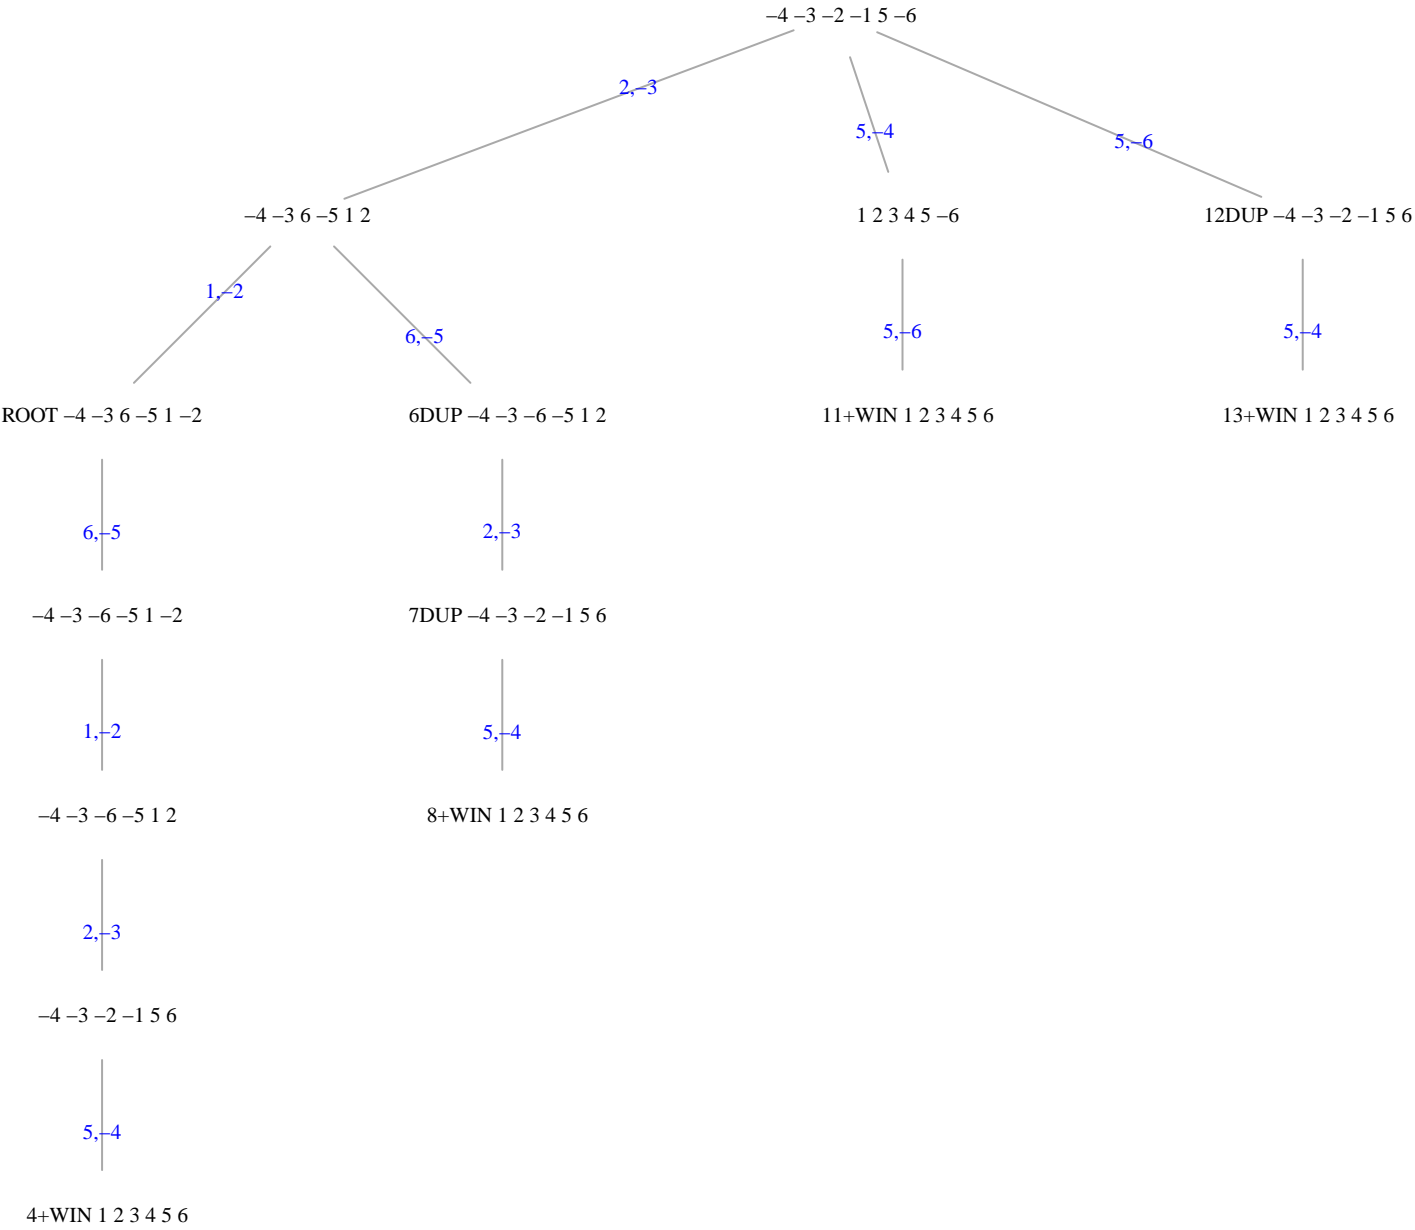 –4 –3 –2 –1 5 –6
2,–3
5,–4
5,–6
–4 –3 6 –5 1 2
1 2 3 4 5 –6
12DUP –4 –3 –2 –1 5 6
1,–2
6,–5
5,–6
5,–4
ROOT –4 –3 6 –5 1 –2
6DUP –4 –3 –6 –5 1 2
11+WIN 1 2 3 4 5 6
13+WIN 1 2 3 4 5 6
6,–5
2,–3
–4 –3 –6 –5 1 –2
7DUP –4 –3 –2 –1 5 6
1,–2
5,–4
–4 –3 –6 –5 1 2
8+WIN 1 2 3 4 5 6
2,–3
–4 –3 –2 –1 5 6
5,–4
4+WIN 1 2 3 4 5 6